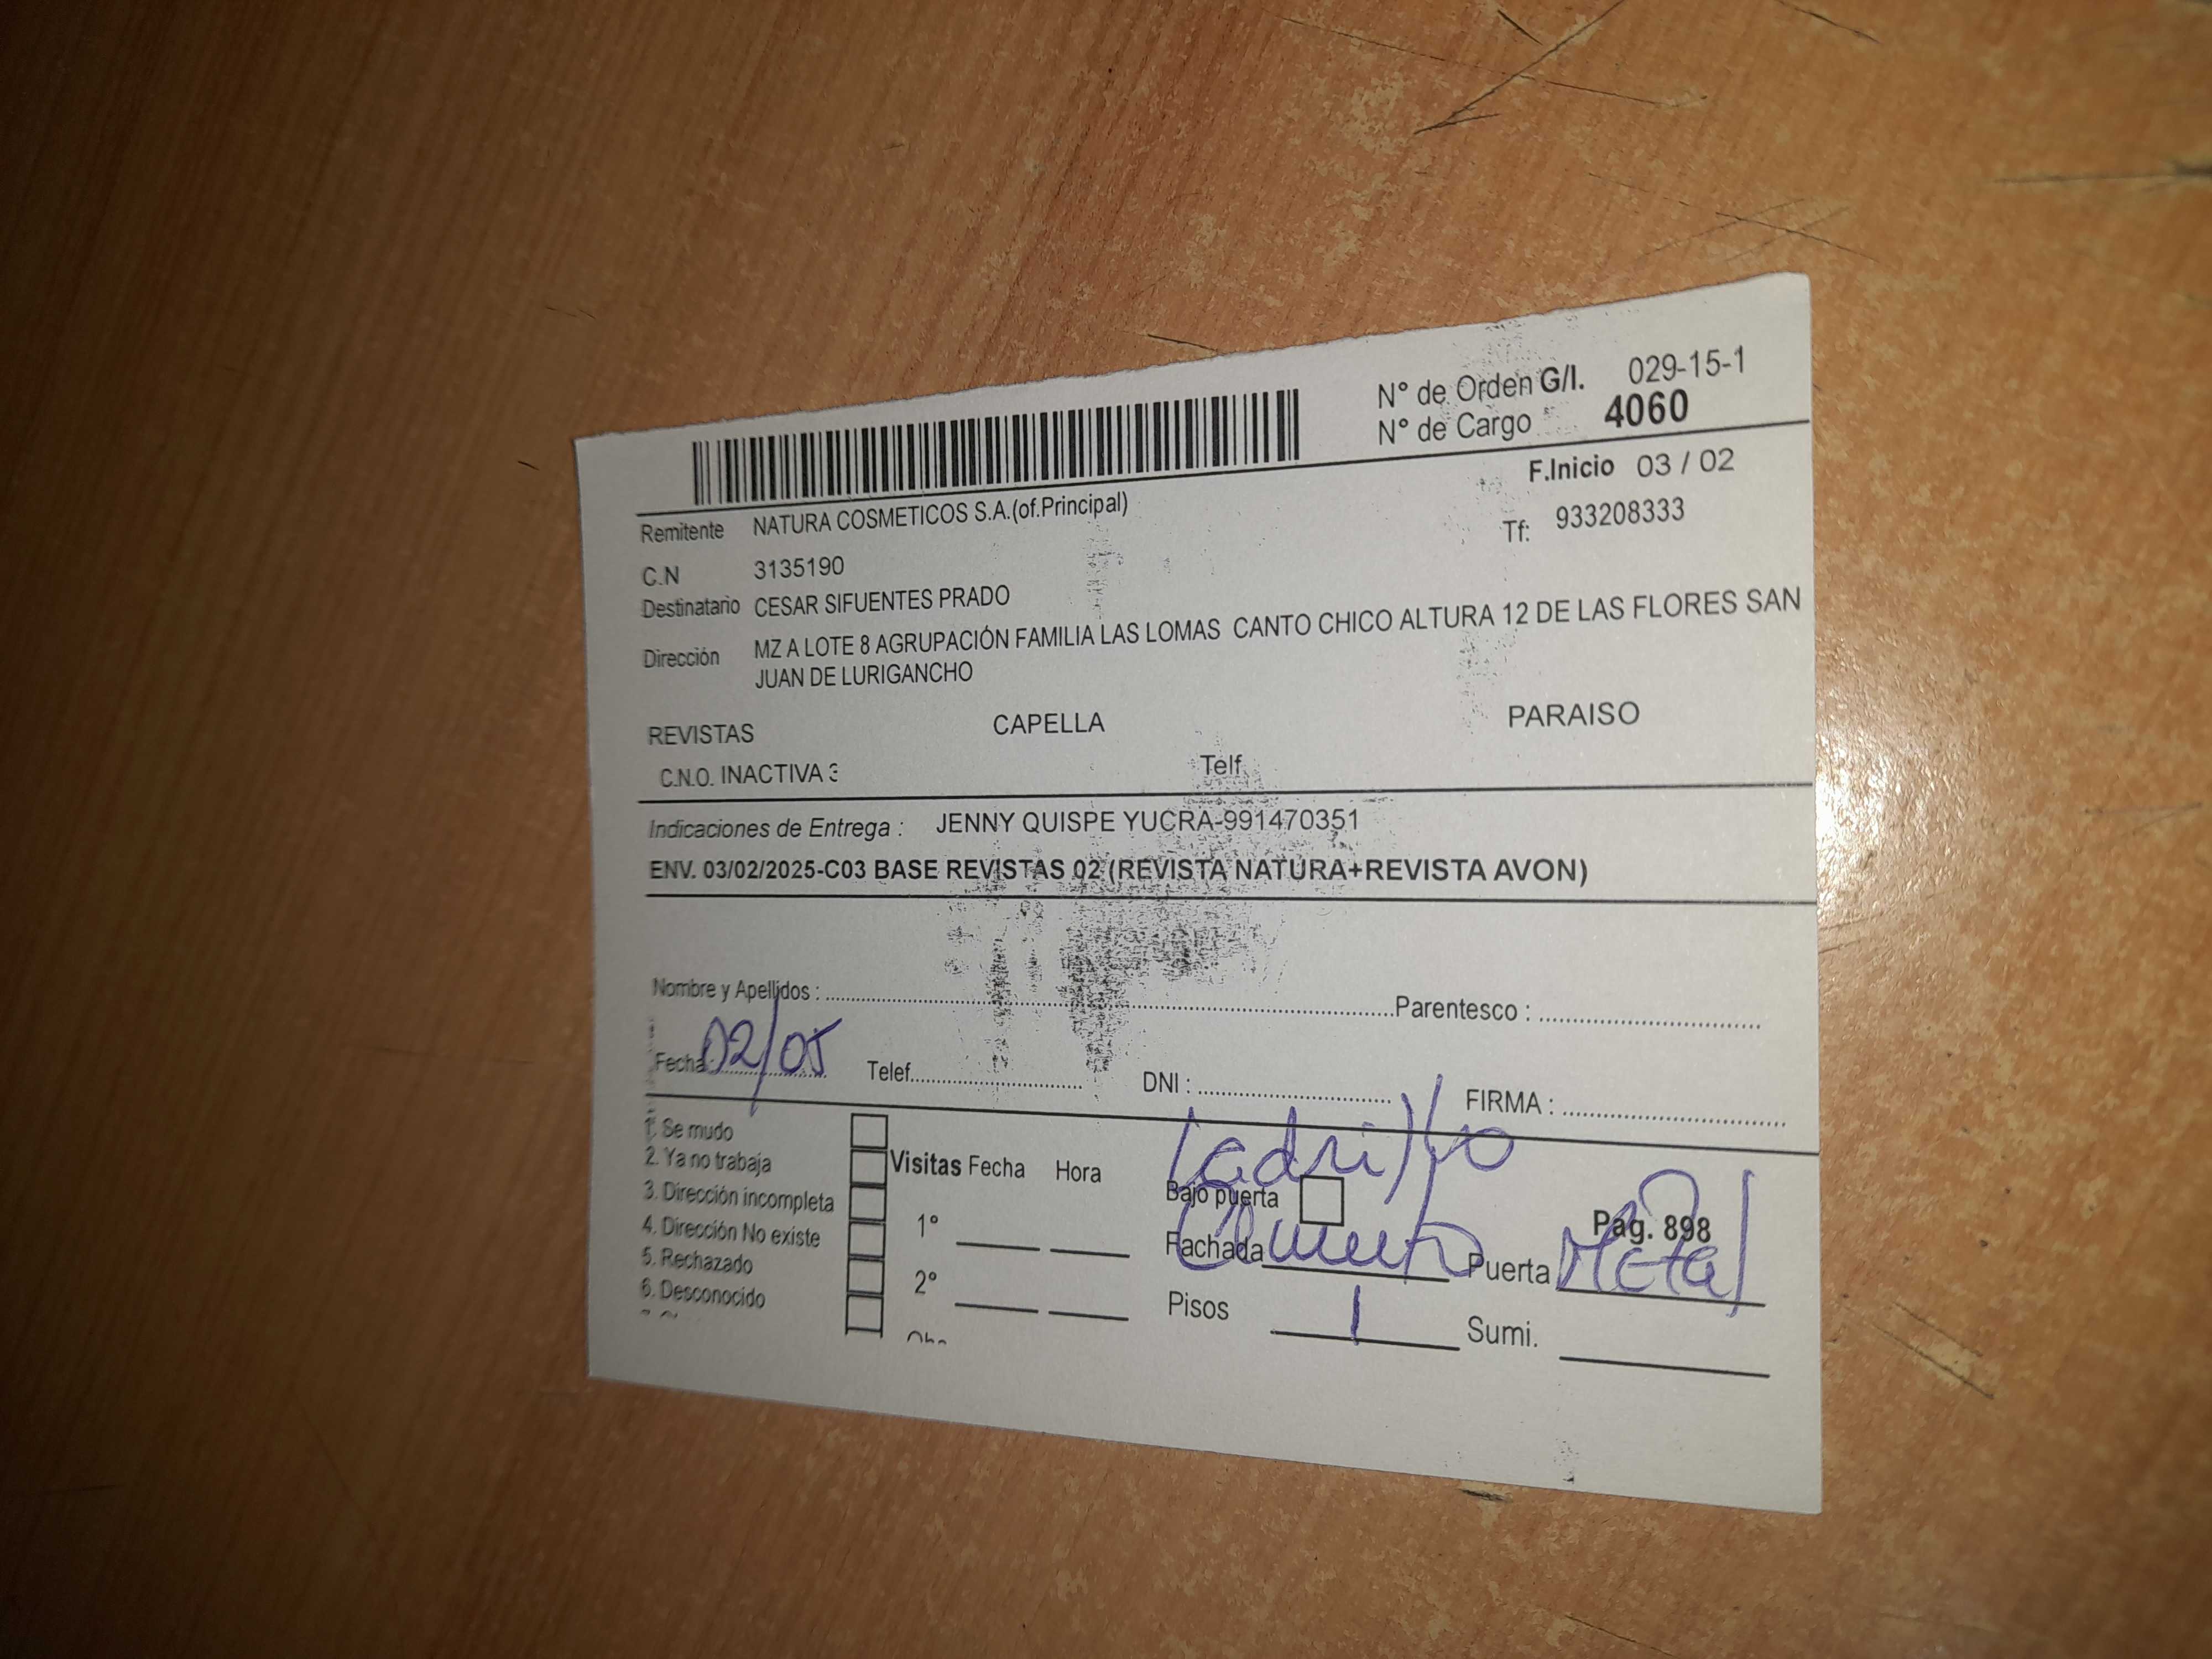 N° de Orden G/I. 029-15-1
N° de Cargo 4060
F.Inicio 03 / 02
Remitente NATURA COSMETICOS S.A.(of.Principal)
Tf: 933208333
C.N 3135190
Destinatario CESAR SIFUENTES PRADO
Dirección MZ A LOTE 8 AGRUPACIÓN FAMILIA LAS LOMAS CANTO CHICO ALTURA 12 DE LAS FLORES SAN
JUAN DE LURIGANCHO
REVISTAS CAPELLA PARAISO
C.N.O. INACTIVA 3 Telf.
Indicaciones de Entrega : JENNY QUISPE YUCRA-991470351
ENV. 03/02/2025-C03 BASE REVISTAS 02 (REVISTA NATURA+REVISTA AVON)
Nombre y Apellidos : Parentesco :
Fecha: 02/05 Telef. DNI : FIRMA :
1. Se mudo
2. Ya no trabaja
3. Dirección incompleta
4. Dirección No existe
5. Rechazado
6. Desconocido
Visitas Fecha Hora
1°
2°
Ladrillo
Bajo puerta
Pag. 898
Fachada Cemento Puerta Metal
Pisos 1 Sumi.